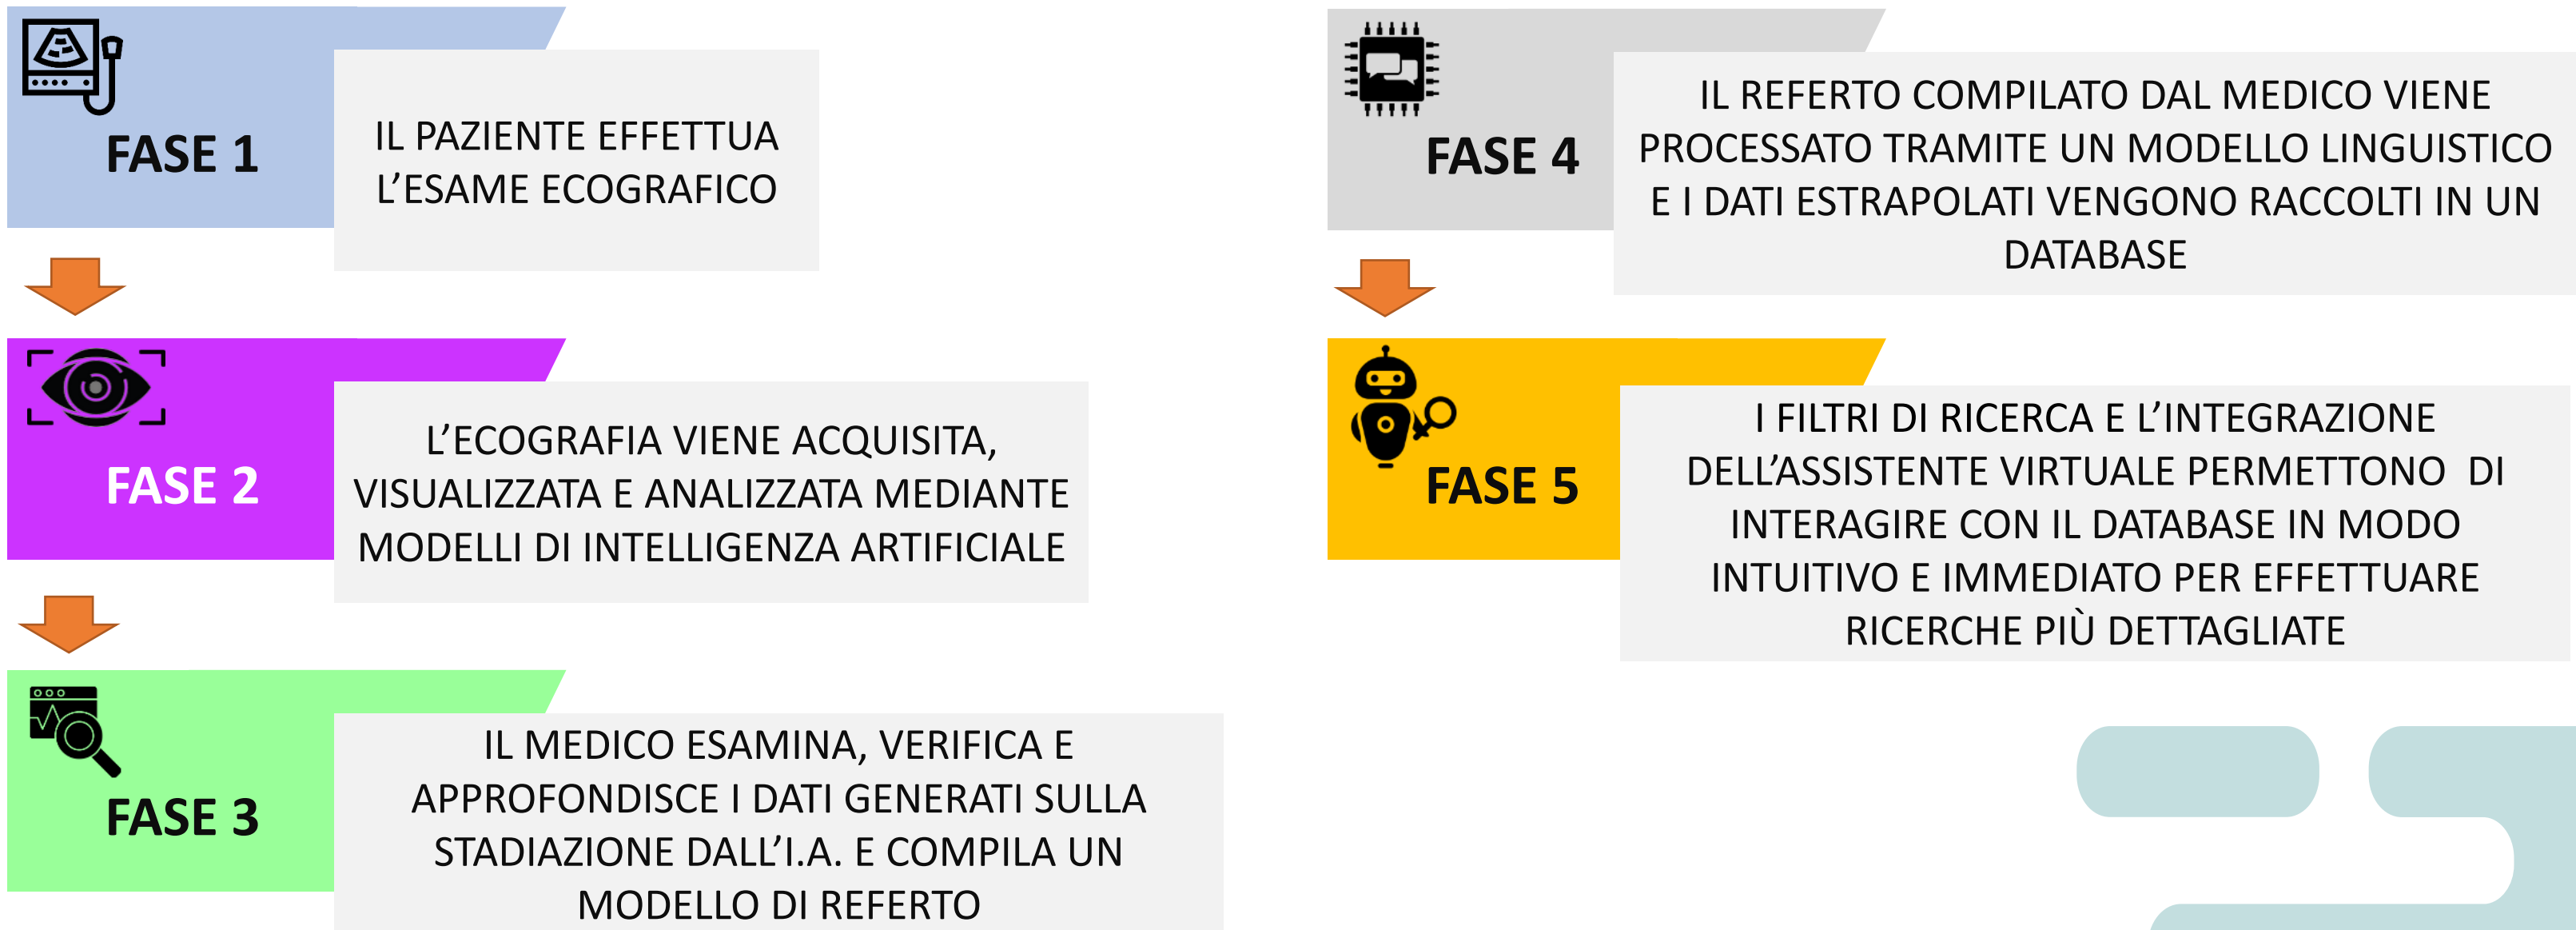 FASE 1
IL PAZIENTE EFFETTUA
L’ESAME ECOGRAFICO
FASE 2
L’ECOGRAFIA VIENE ACQUISITA,
VISUALIZZATA E ANALIZZATA MEDIANTE
MODELLI DI INTELLIGENZA ARTIFICIALE
FASE 3
IL MEDICO ESAMINA, VERIFICA E
APPROFONDISCE I DATI GENERATI SULLA
STADIAZIONE DALL’I.A. E COMPILA UN
MODELLO DI REFERTO
FASE 4
IL REFERTO COMPILATO DAL MEDICO VIENE
PROCESSATO TRAMITE UN MODELLO LINGUISTICO
E I DATI ESTRAPOLATI VENGONO RACCOLTI IN UN
DATABASE
FASE 5
I FILTRI DI RICERCA E L’INTEGRAZIONE
DELL’ASSISTENTE VIRTUALE PERMETTONO DI
INTERAGIRE CON IL DATABASE IN MODO
INTUITIVO E IMMEDIATO PER EFFETTUARE
RICERCHE PIÙ DETTAGLIATE